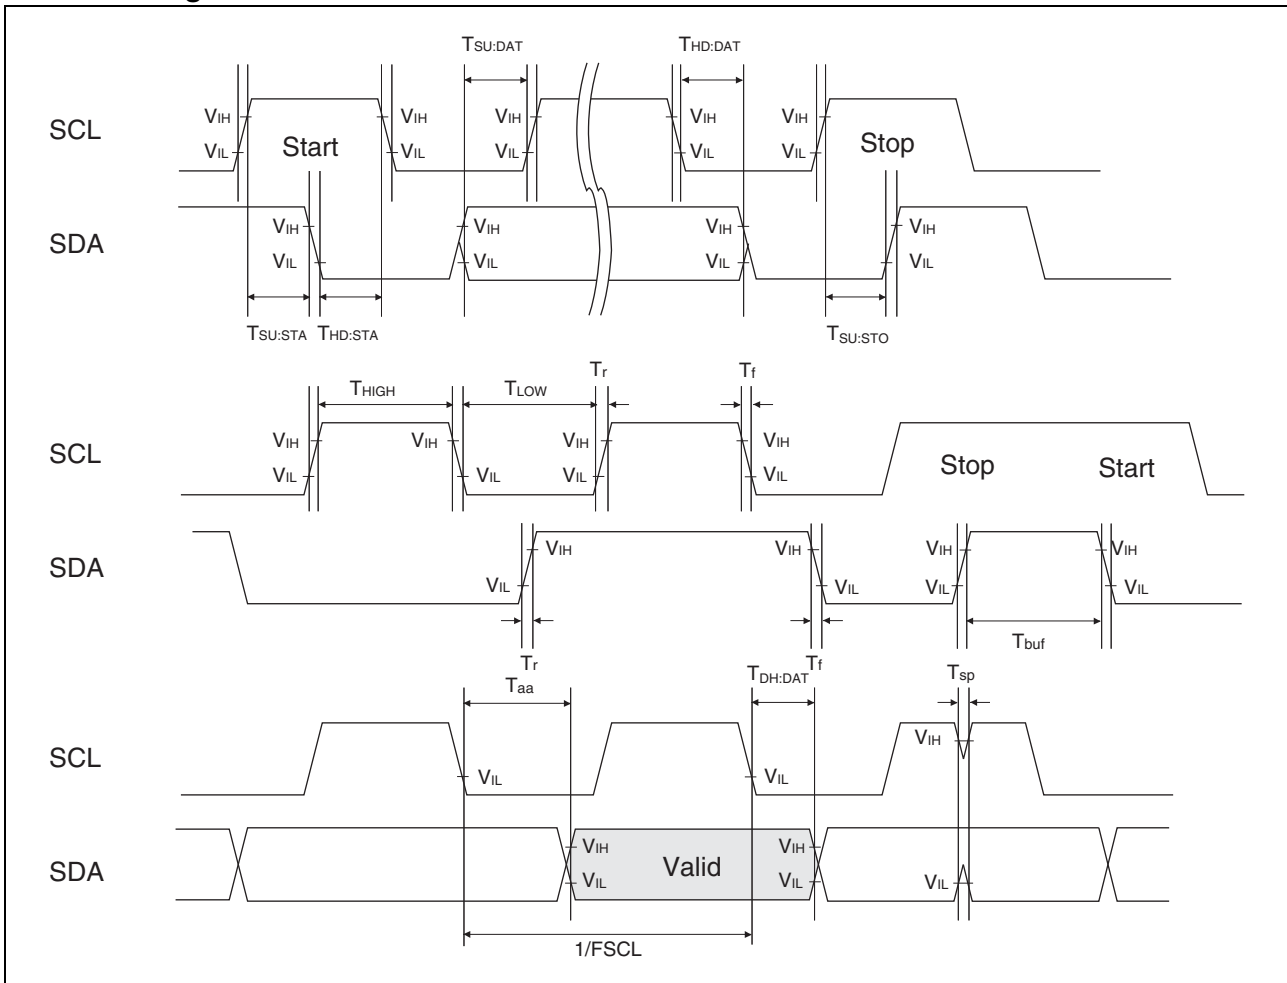 TSU:DAT THD:DAT
SCL VIH VIH VIH VIH VIH
VIL Start VIL VIL VIL VIL Stop
SDA VIH VIH VIH VIH
VIL VIL VIL VIL
TSU:STA THD:STA TSU:STO
THIGH TLOW Tr Tf
SCL VIH VIH VIH VIH
VIL VIL VIL VIL Stop Start
SDA VIH VIH VIH VIH
VIL VIL VIL VIL
Tbuf
Tr Tf
Taa TDH:DAT Tsp
SCL VIH
VIL VIL
SDA VIH Valid VIH
VIL VIL VIL
1/FSCL